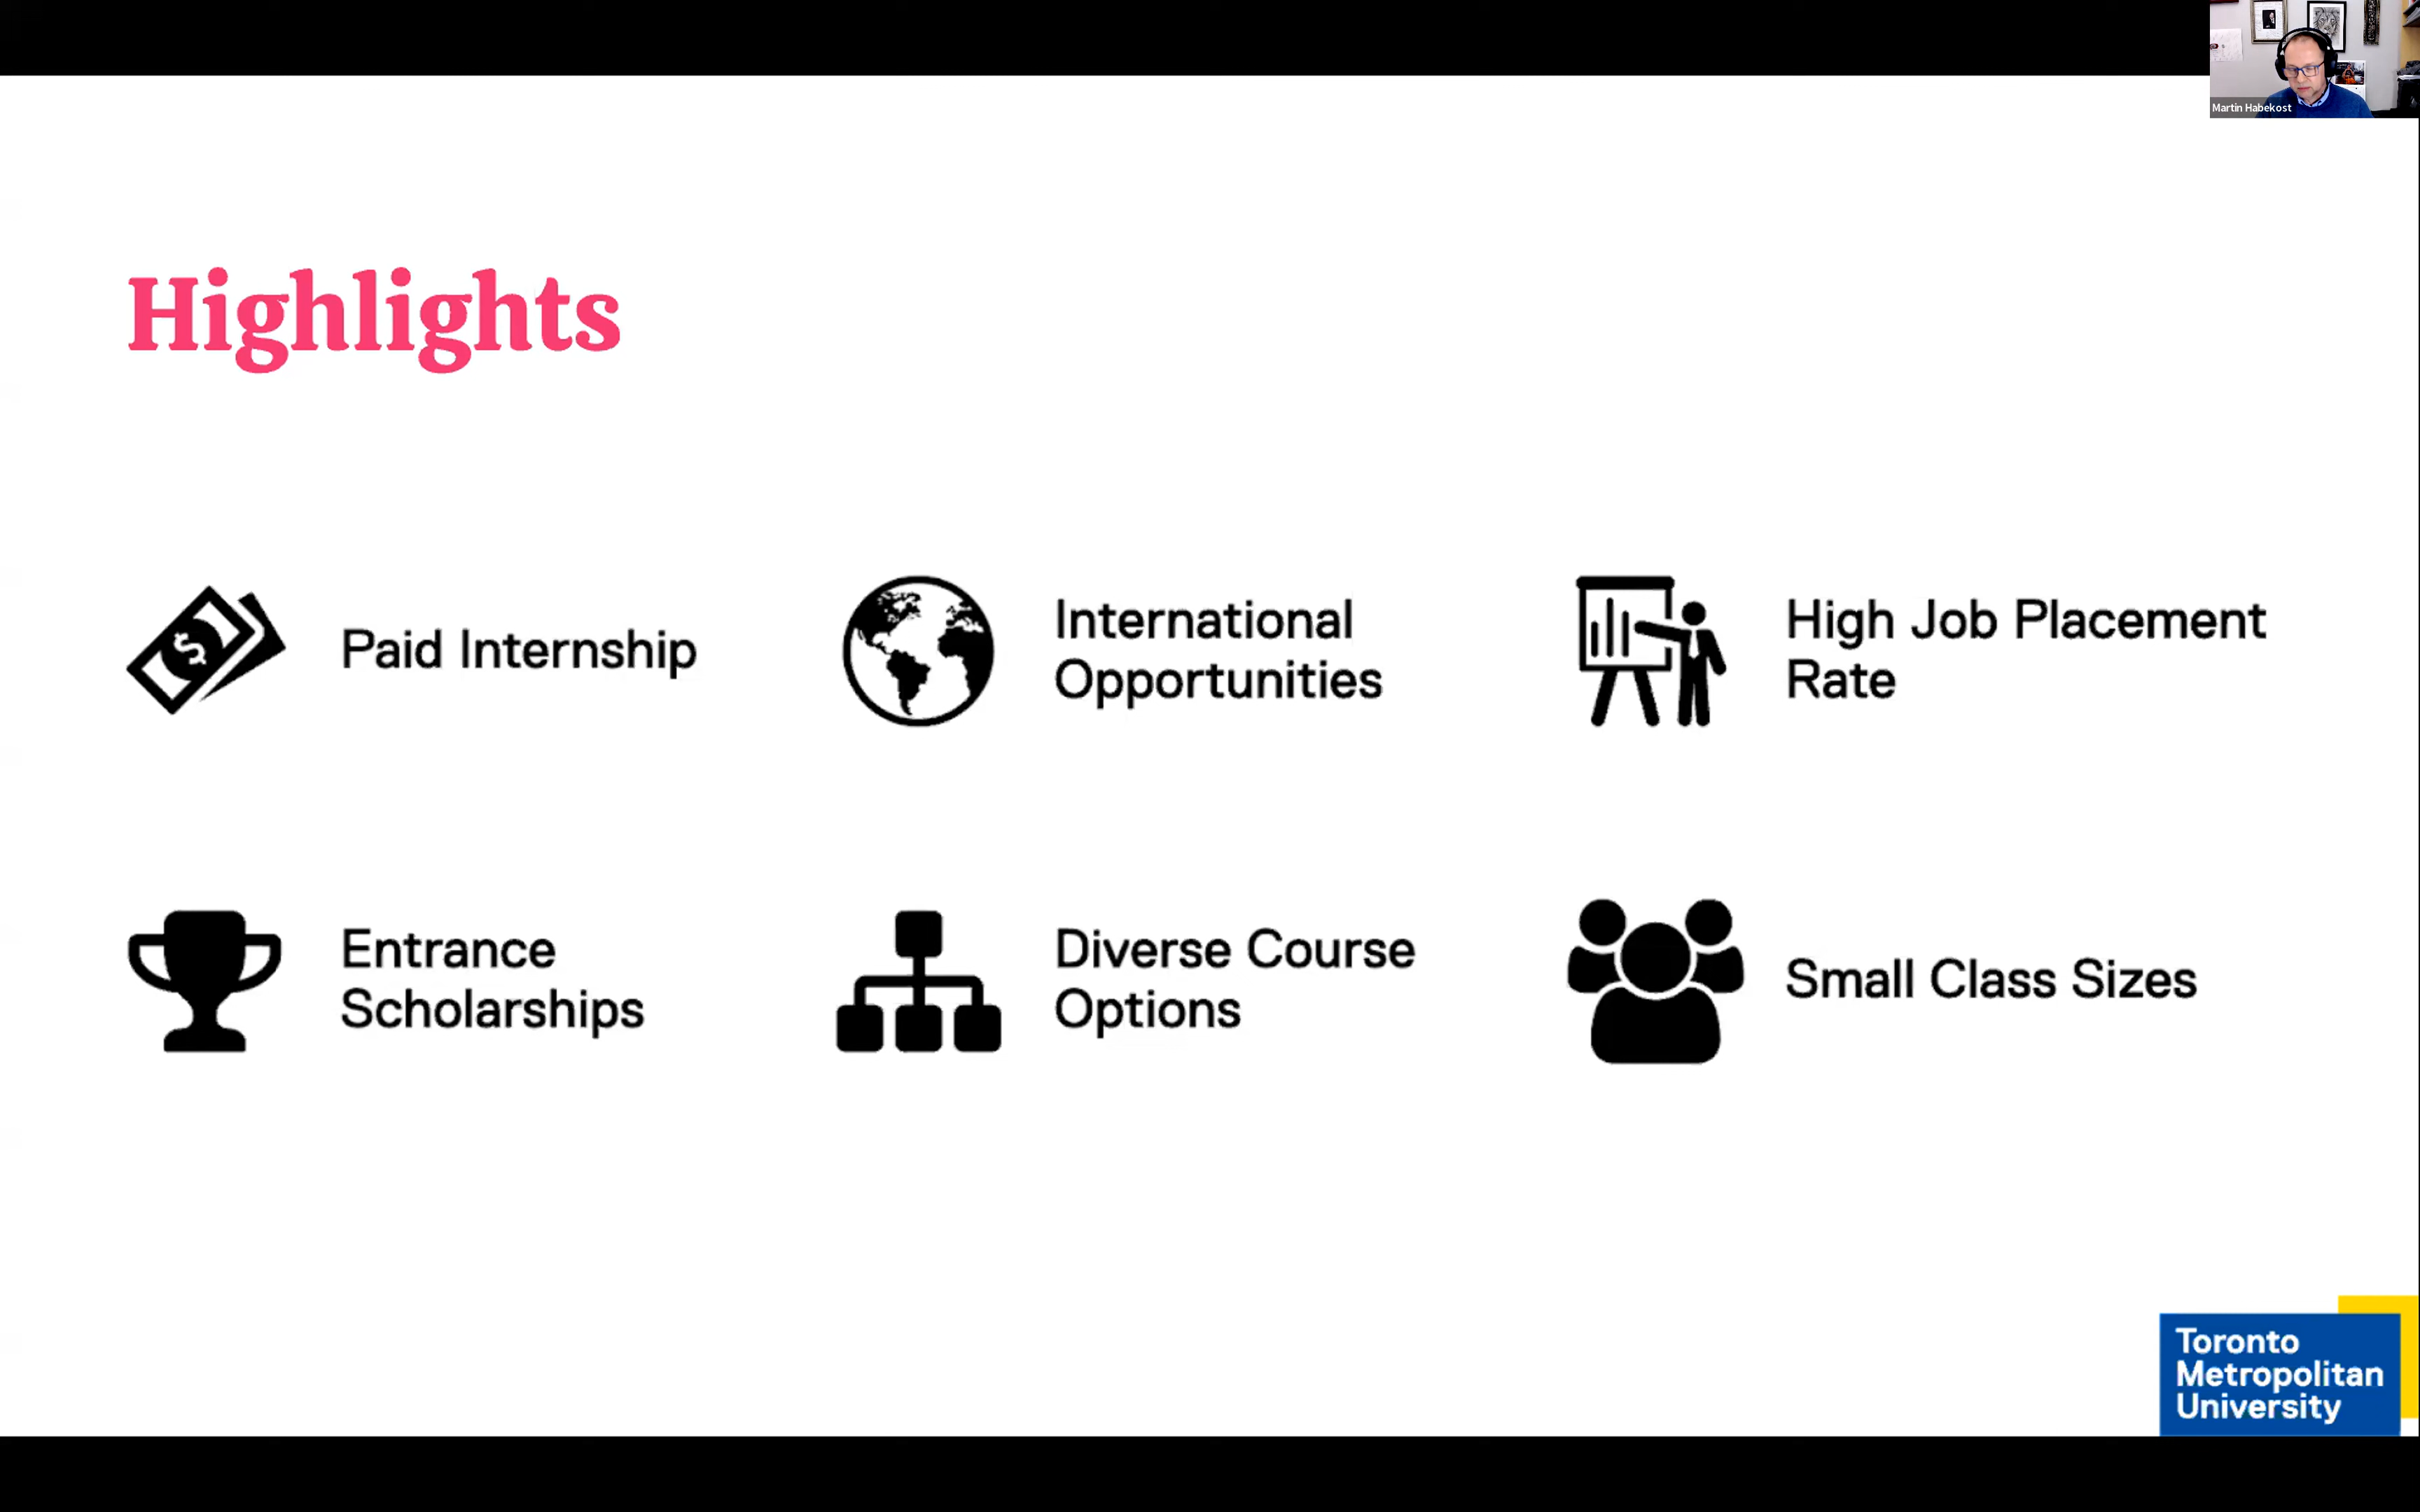 Martin Habekost
Highlights
$
Paid Internship
International
Opportunities
High Job Placement
Rate
Entrance
Scholarships
Diverse Course
Options
Small Class Sizes
Toronto
Metropolitan
University